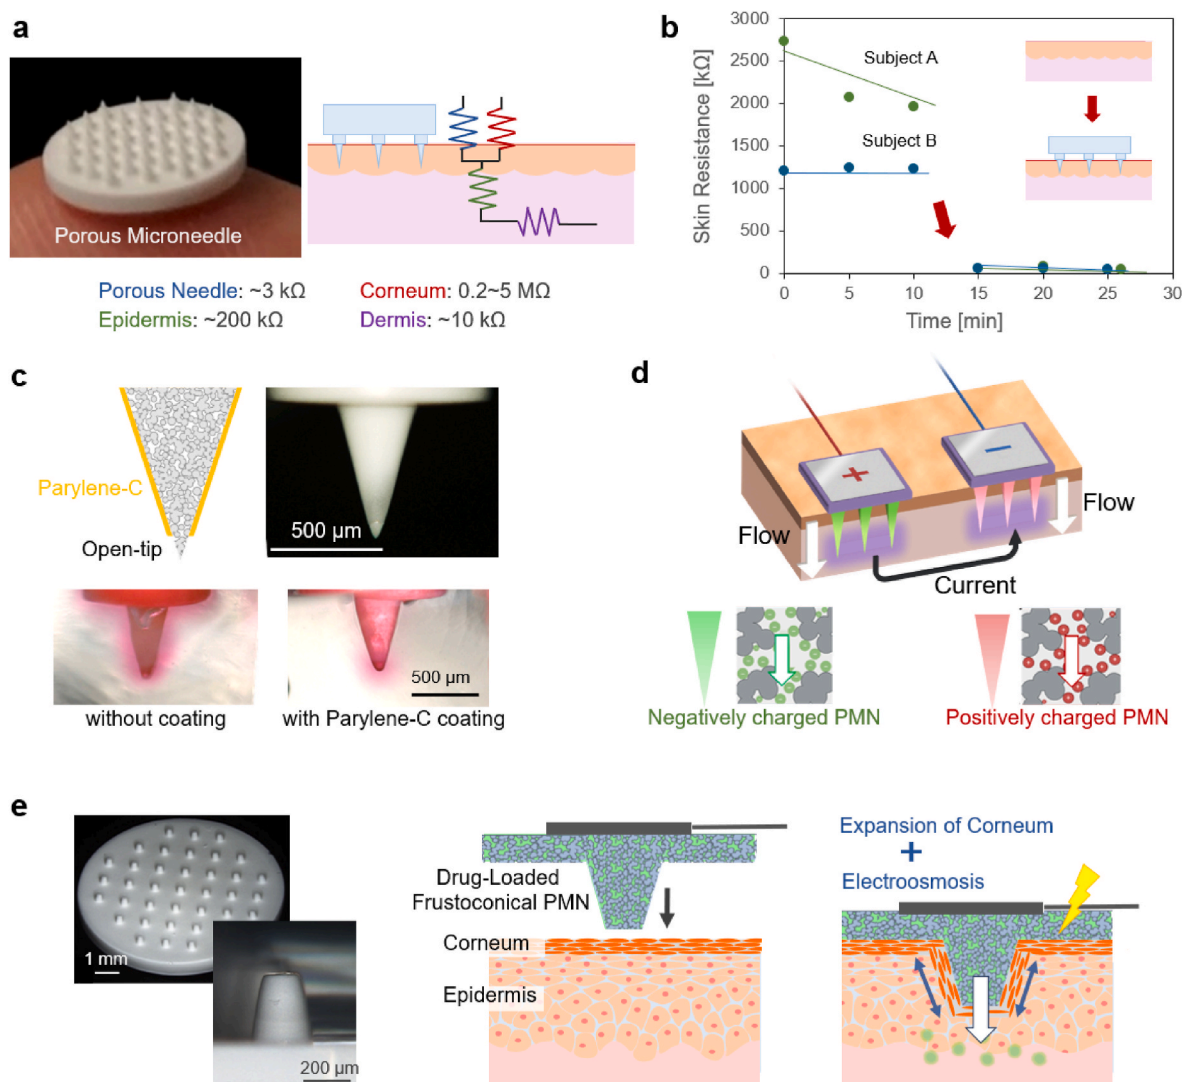 a
Porous Microneedle
Porous Needle: ~3 kΩ
Corneum: 0.2~5 MΩ
Epidermis: ~200 kΩ
Dermis: ~10 kΩ
b
3000
2500
2000
1500
1000
500
0
Skin Resistance [kΩ]
Subject A
Subject B
0
5
10
15
20
25
30
Time [min]
c
Parylene-C
Open-tip
500 µm
500 µm
without coating
with Parylene-C coating
d
+
−
Flow
Flow
Current
Negatively charged PMN
Positively charged PMN
e
1 mm
200 µm
Drug-Loaded
Frustoconical PMN
Corneum
Epidermis
Expansion of Corneum
+
Electroosmosis